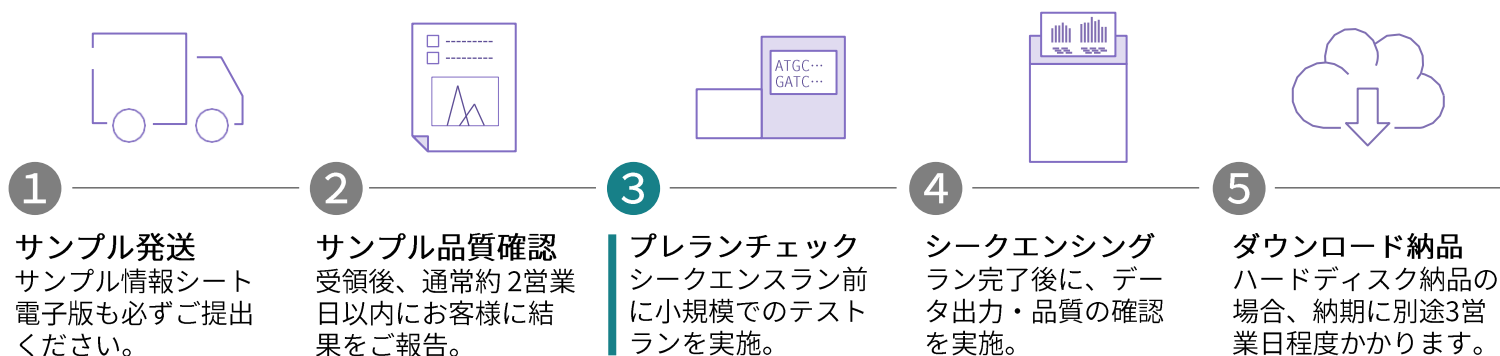 ATGC…
GATC…
1
2
3
4
5
サンプル発送
サンプル情報シート
電子版も必ずご提出
ください。
サンプル品質確認
受領後、通常約 2営業
日以内にお客様に結
果をご報告。
プレランチェック
シークエンスラン前
に小規模でのテスト
ランを実施。
シークエンシング
ラン完了後に、デー
タ出力・品質の確認
を実施。
ダウンロード納品
ハードディスク納品の
場合、納期に別途3営
業日程度かかります。